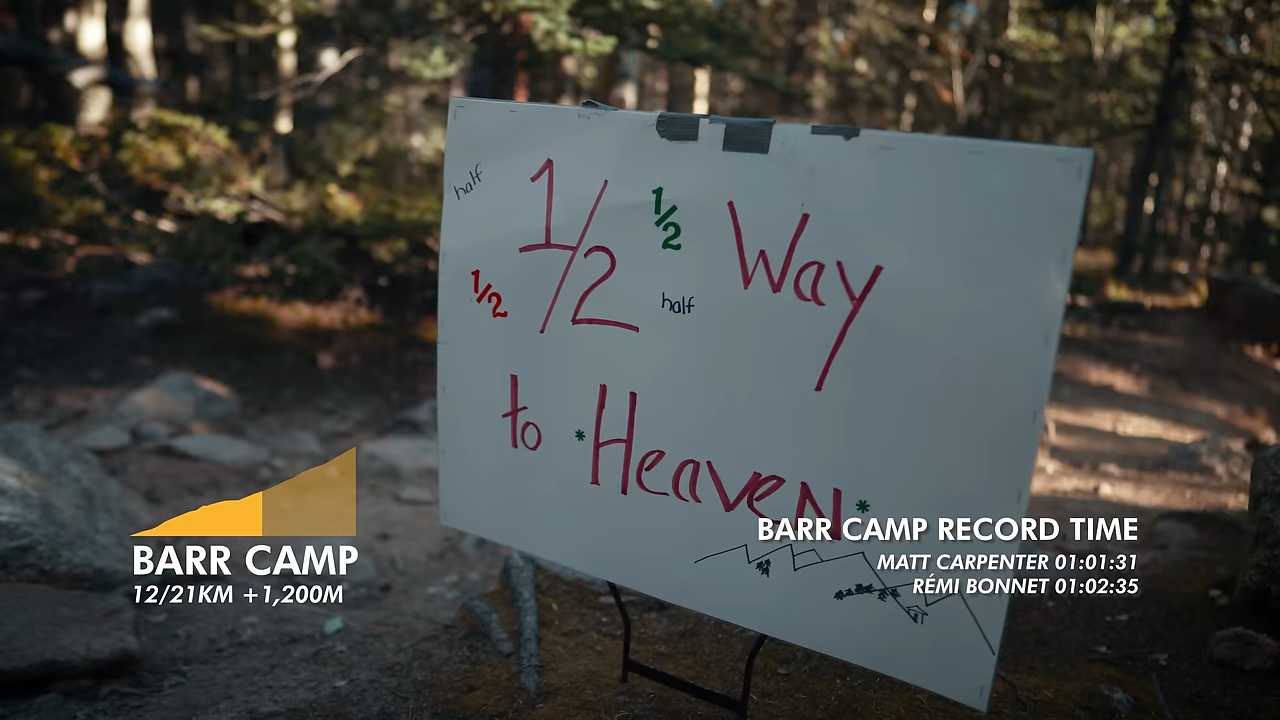 half
1/2
1/2
Way
1/2
half
to *Heaven*
BARR CAMP RECORD TIME
MATT CARPENTER 01:01:31
RÉMI BONNET 01:02:35
BARR CAMP
12/21KM +1,200M